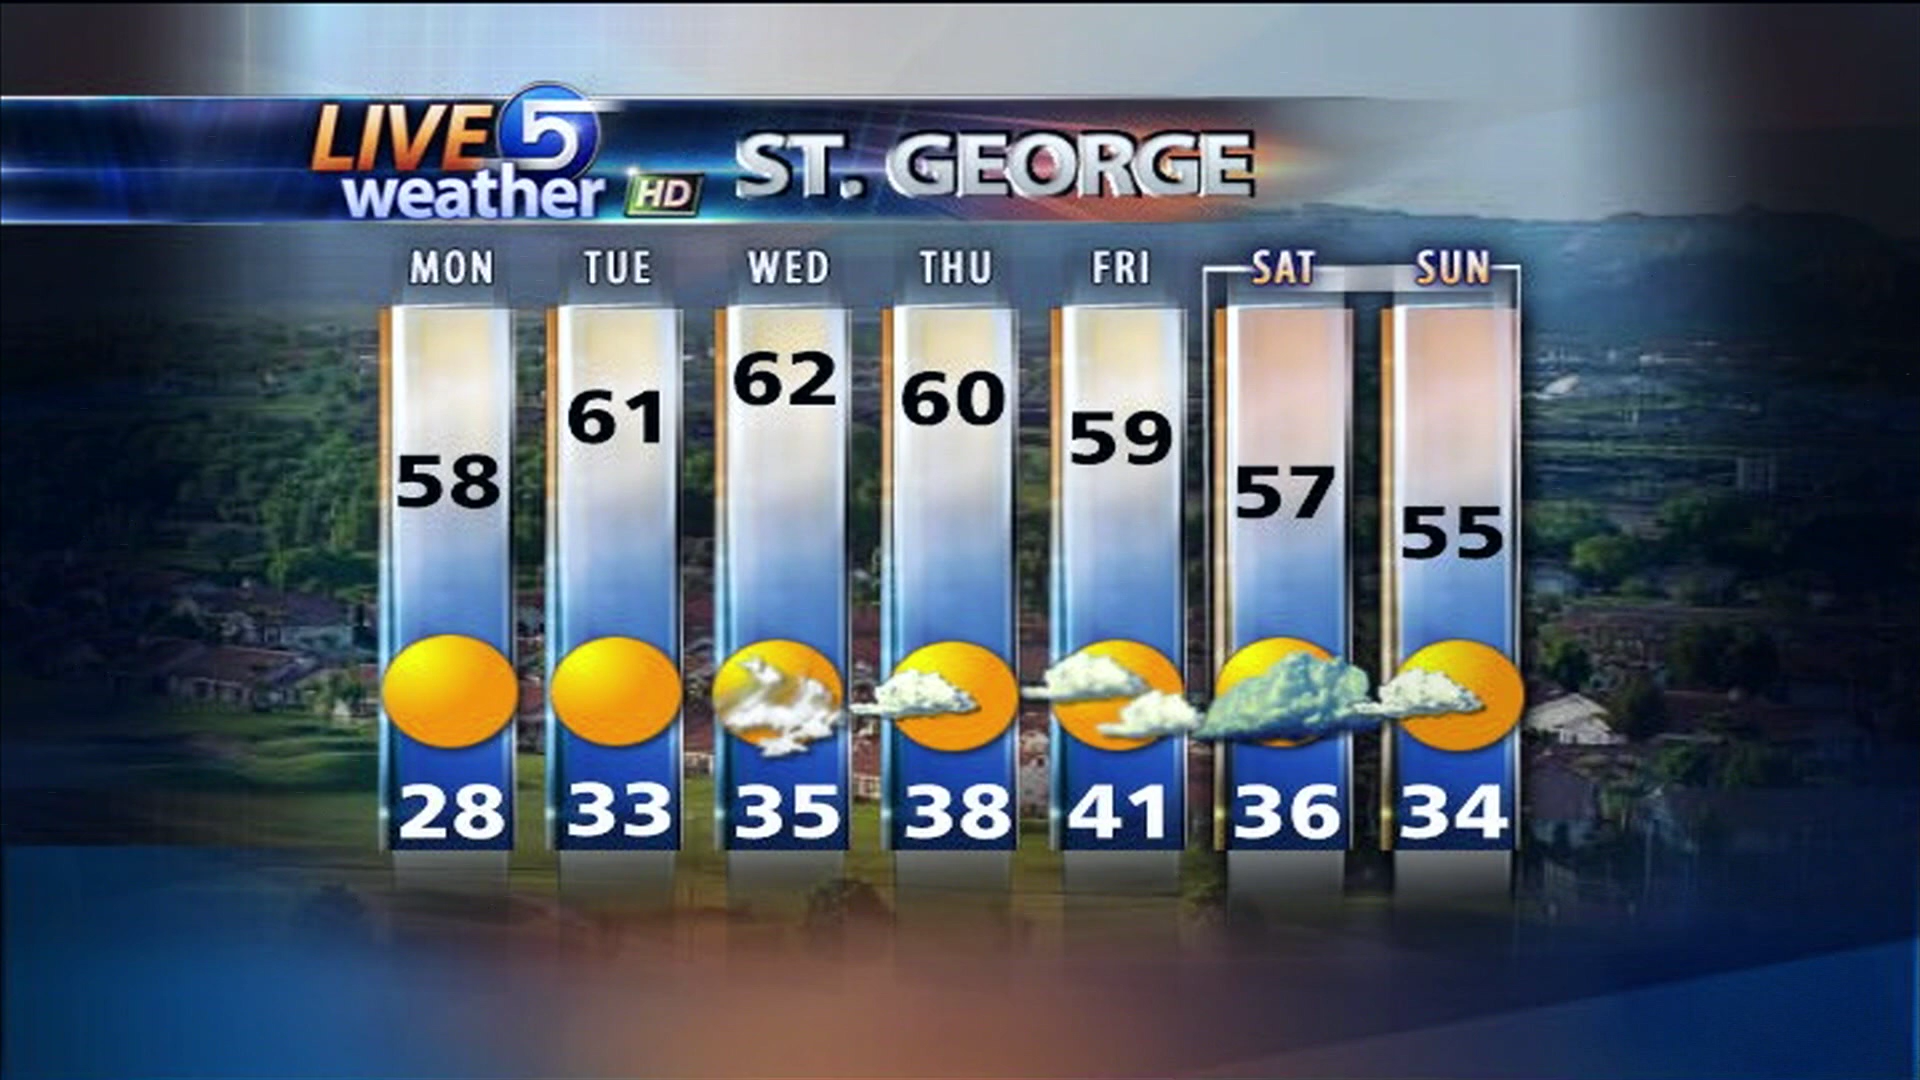 LIVE 5
weather HD
ST. GEORGE
MON TUE WED THU FRI SAT SUN
58 61 62 60 59 57 55
28 33 35 38 41 36 34